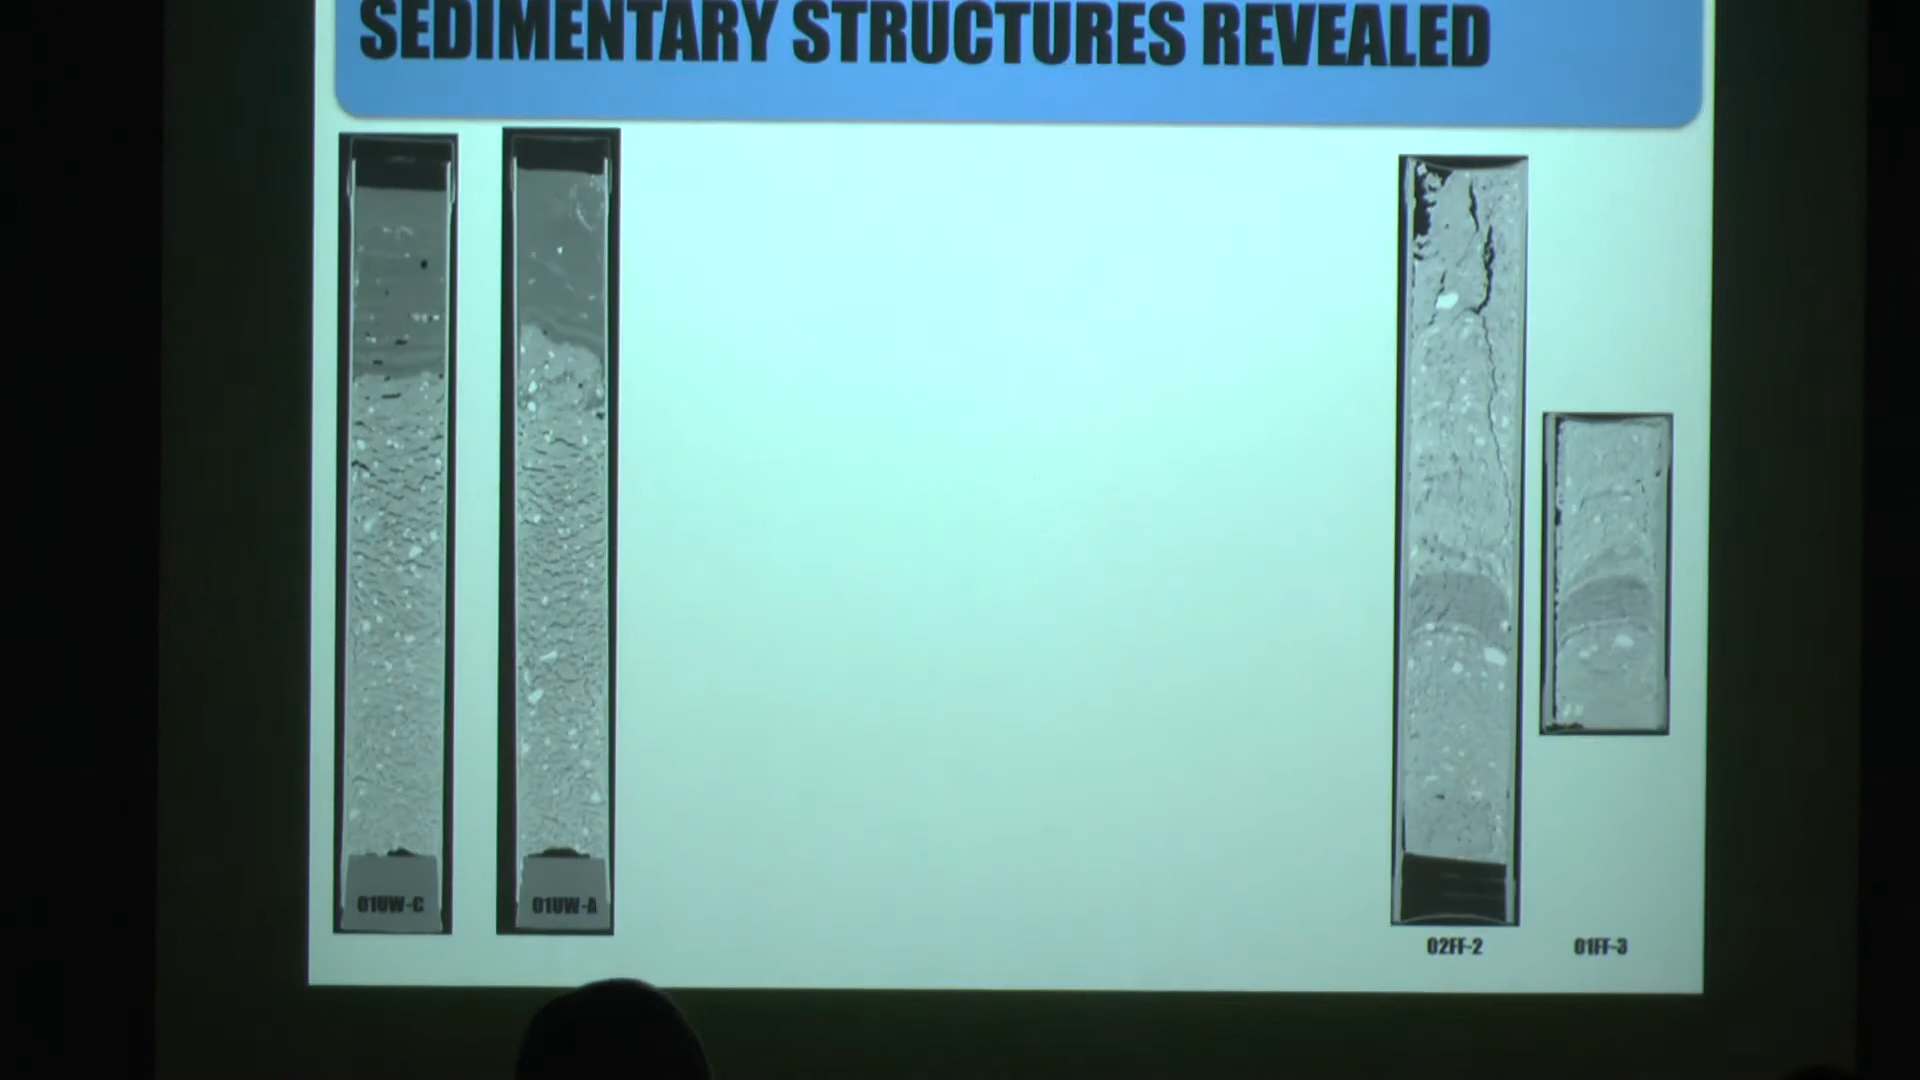 SEDIMENTARY STRUCTURES REVEALED
01UW-C
01UW-A
02FF-2
01FF-3